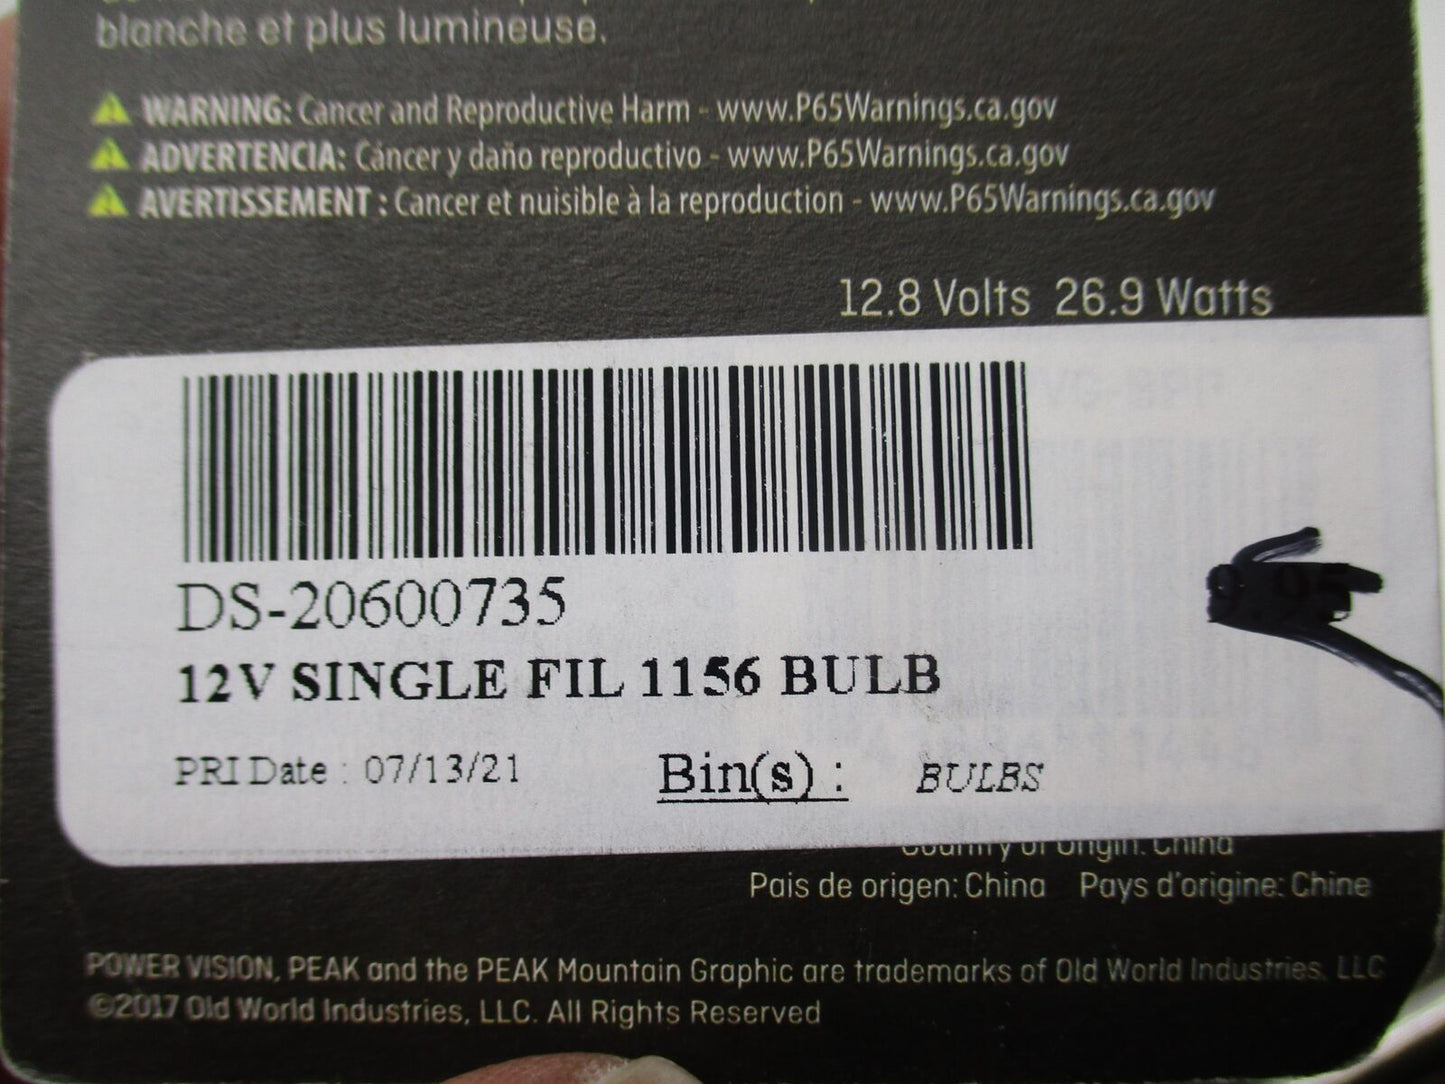 blanche et plus lumineuse.
WARNING: Cancer and Reproductive Harm - www.P65Warnings.ca.gov
ADVERTENCIA: Cáncer y daño reproductivo - www.P65Warnings.ca.gov
AVERTISSEMENT : Cancer et nuisible à la reproduction - www.P65Warnings.ca.gov
12.8 Volts 26.9 Watts
DS-20600735
12V SINGLE FIL 1156 BULB
PRI Date : 07/13/21 Bin(s) : BULBS
Country of Origin: China
Pais de origen: China Pays d'origine: Chine
POWER VISION, PEAK and the PEAK Mountain Graphic are trademarks of Old World Industries, LLC
©2017 Old World Industries, LLC. All Rights Reserved